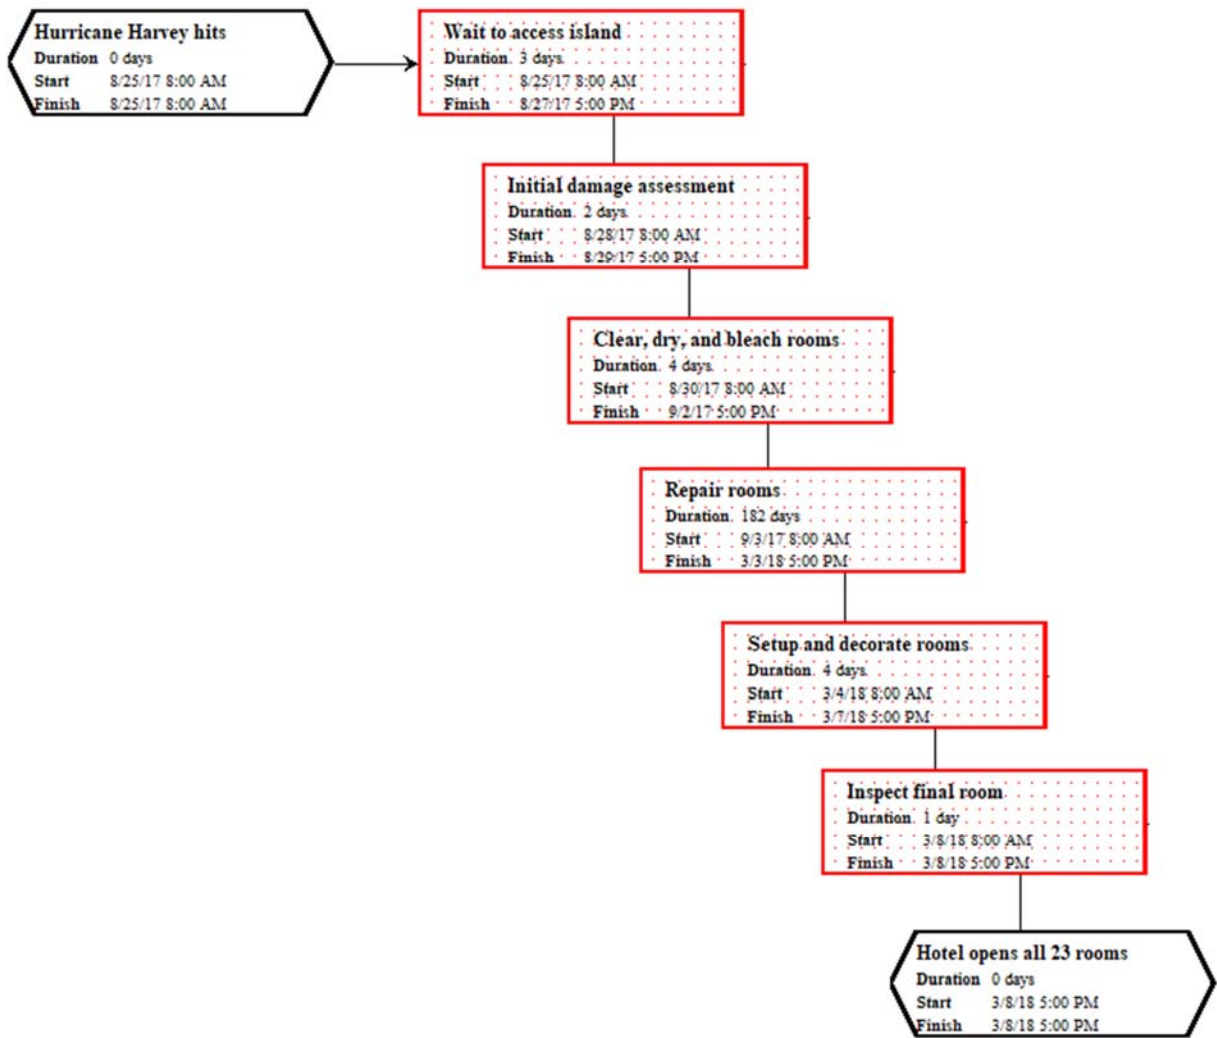 Hurricane Harvey hits
Duration 0 days
Start 8/25/17 8:00 AM
Finish 8/25/17 8:00 AM
Wait to access island
Duration 3 days
Start 8/25/17 8:00 AM
Finish 8/27/17 5:00 PM
Initial damage assessment
Duration 2 days
Start 8/28/17 8:00 AM
Finish 8/29/17 5:00 PM
Clear, dry, and bleach rooms
Duration 4 days
Start 8/30/17 8:00 AM
Finish 9/2/17 5:00 PM
Repair rooms
Duration 182 days
Start 9/3/17 8:00 AM
Finish 3/3/18 5:00 PM
Setup and decorate rooms
Duration 4 days
Start 3/4/18 8:00 AM
Finish 3/7/18 5:00 PM
Inspect final room
Duration 1 day
Start 3/8/18 8:00 AM
Finish 3/8/18 5:00 PM
Hotel opens all 23 rooms
Duration 0 days
Start 3/8/18 5:00 PM
Finish 3/8/18 5:00 PM